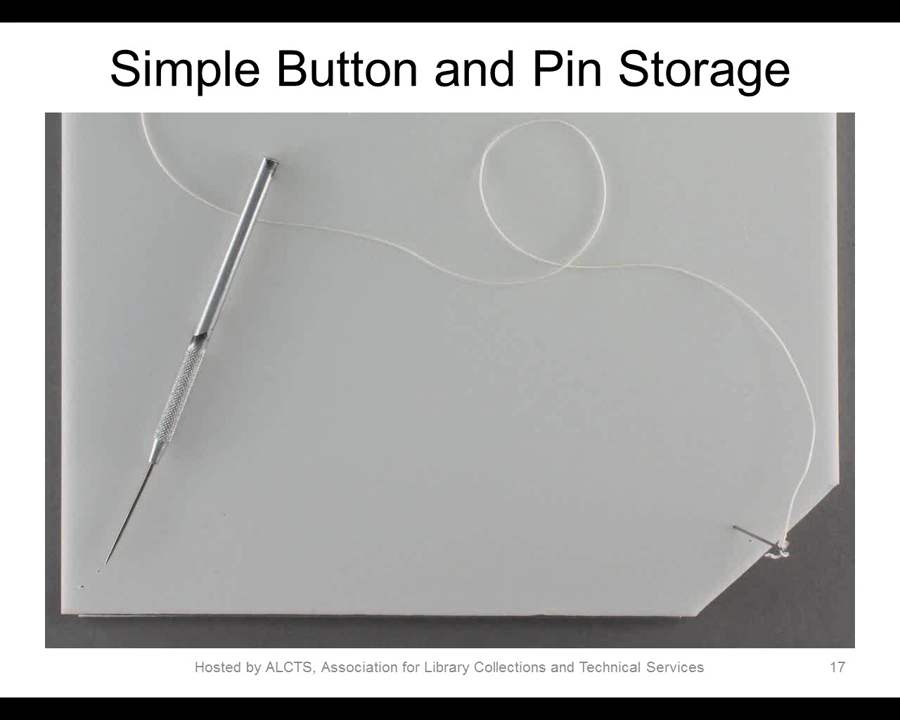 Simple Button and Pin Storage
Hosted by ALCTS, Association for Library Collections and Technical Services
17